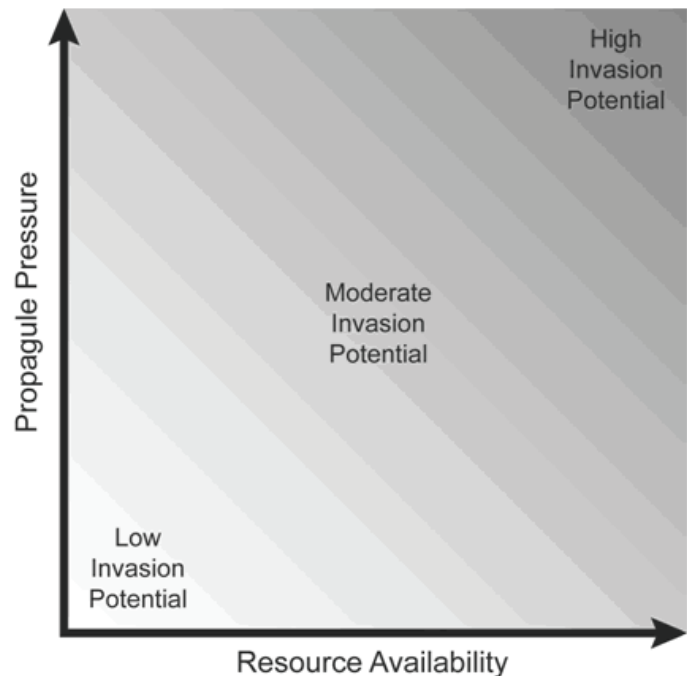 High
Invasion
Potential
Propagule Pressure
Moderate
Invasion
Potential
Low
Invasion
Potential
Resource Availability